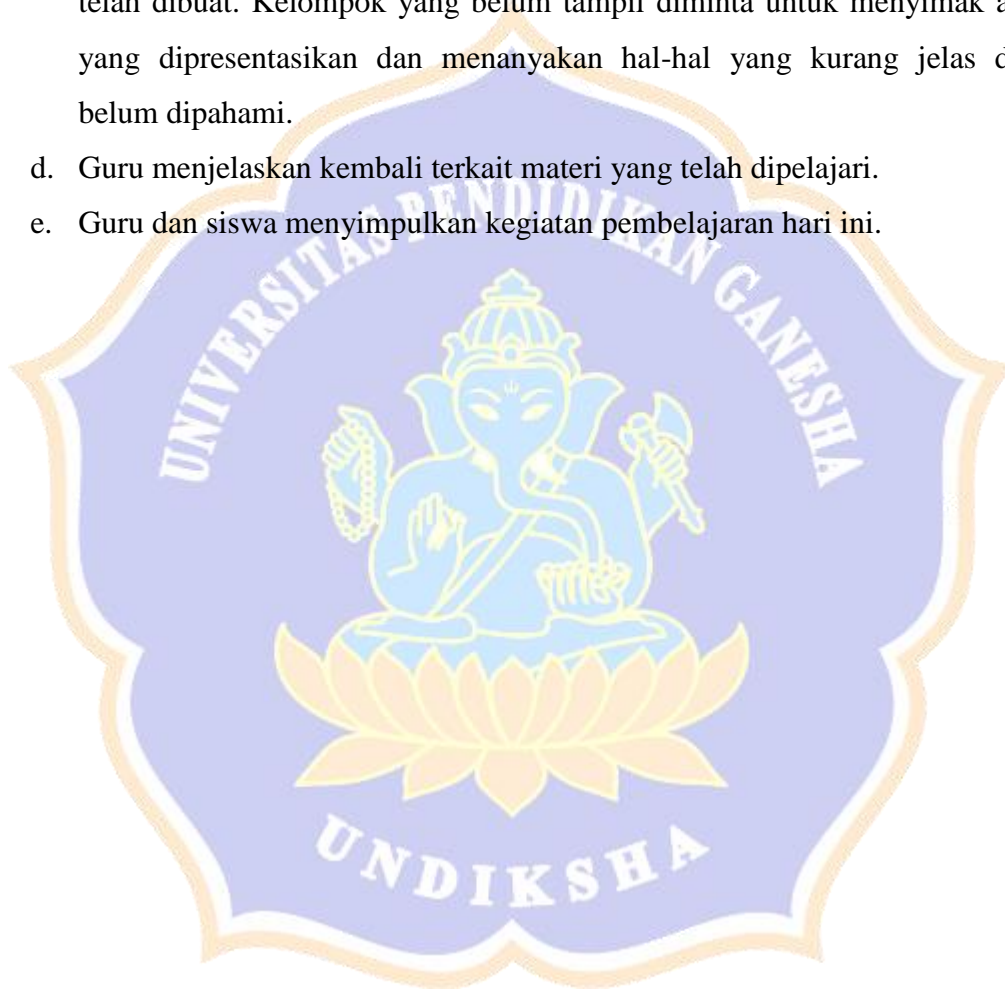 telah dibuat. Kelompok yang belum tampil diminta untuk menyimak a
yang dipresentasikan dan menanyakan hal-hal yang kurang jelas d
belum dipahami.
d. Guru menjelaskan kembali terkait materi yang telah dipelajari.
e. Guru dan siswa menyimpulkan kegiatan pembelajaran hari ini.
UNIVERSITAS PENDIDIKAN GANESHA
UNDIKSHA